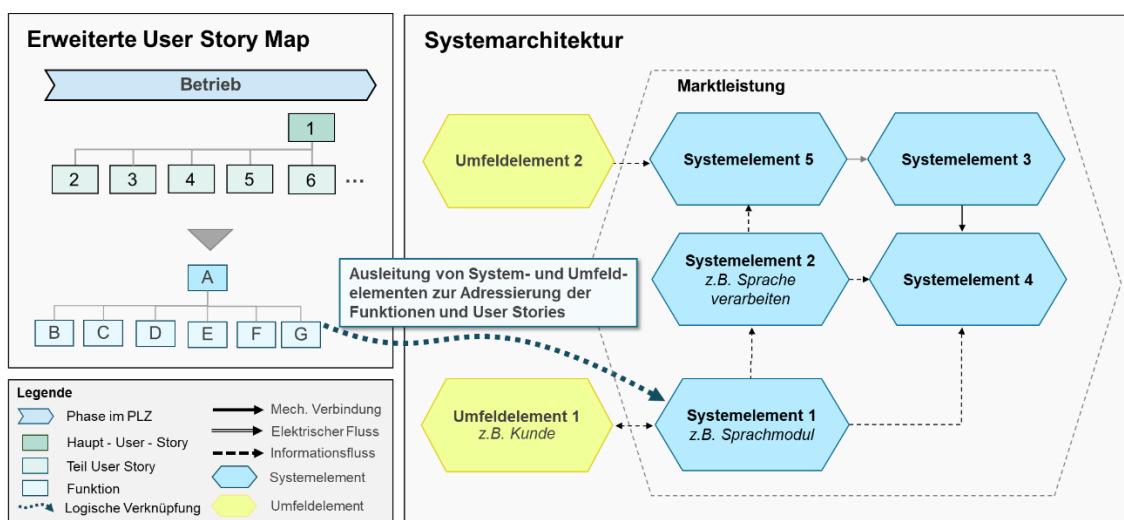 Erweiterte User Story Map
Betrieb
1
2 3 4 5 6 ...
A
B C D E F G
Legende
Phase im PLZ
Haupt - User - Story
Teil User Story
Funktion
Logische Verknüpfung
Mech. Verbindung
Elektrischer Fluss
Informationsfluss
Systemelement
Umfeldelement
Systemarchitektur
Marktleistung
Umfeldelement 2
Systemelement 5
Systemelement 3
Ausleitung von System- und Umfeld-
elementen zur Adressierung der
Funktionen und User Stories
Systemelement 2
z.B. Sprache
verarbeiten
Systemelement 4
Umfeldelement 1
z.B. Kunde
Systemelement 1
z.B. Sprachmodul